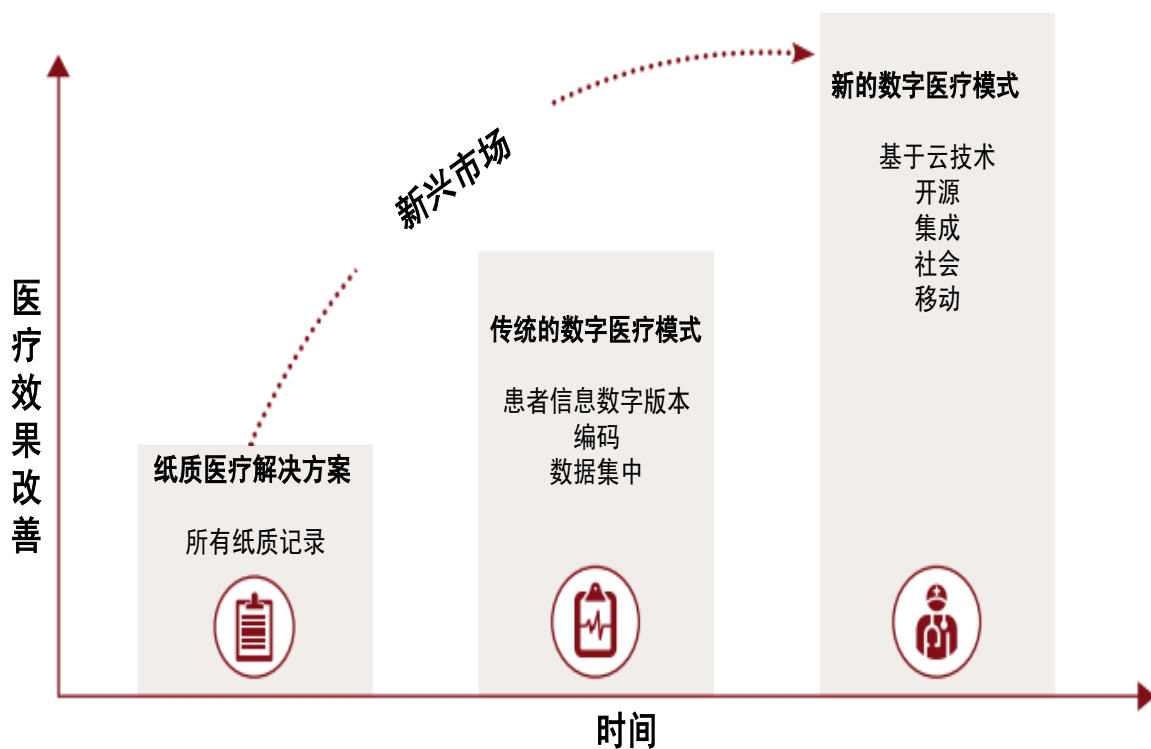 新的数字医疗模式
基于云技术
开源
集成
社会
移动
新兴市场
医疗效果改善
传统的数字医疗模式
患者信息数字版本
编码
数据集中
纸质医疗解决方案
所有纸质记录
时间